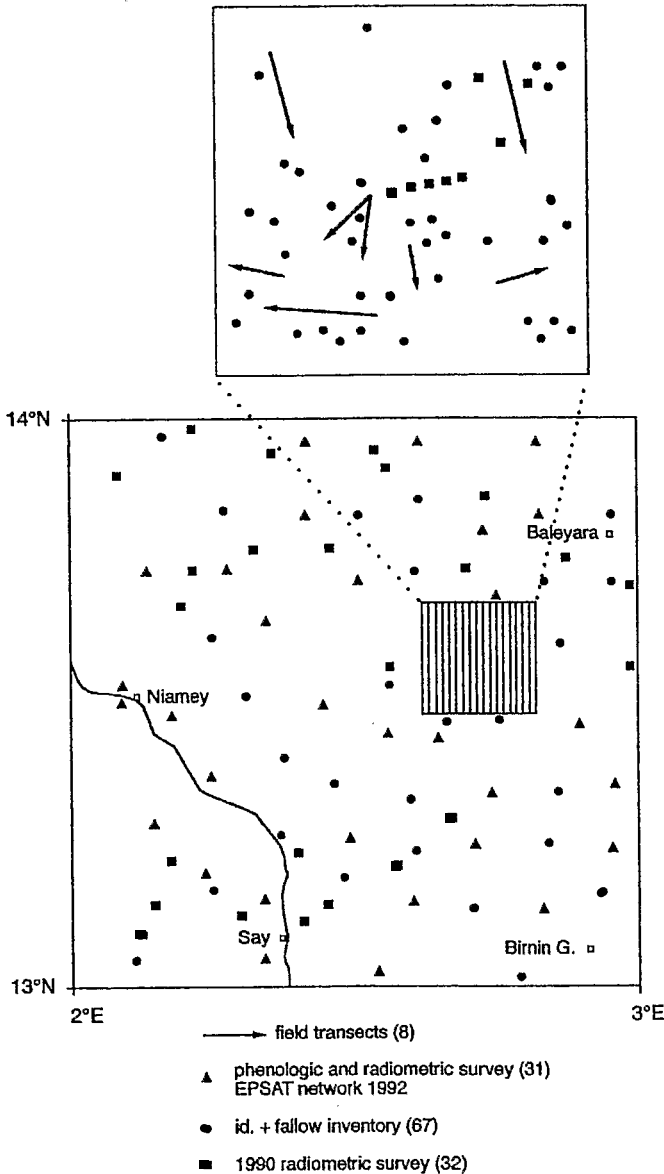 14°N
Baleyara
Niamey
Say
Birnin G.
13°N
2°E
3°E
field transects (8)
phenologic and radiometric survey (31)
EPSAT network 1992
id. + fallow inventory (67)
1990 radiometric survey (32)